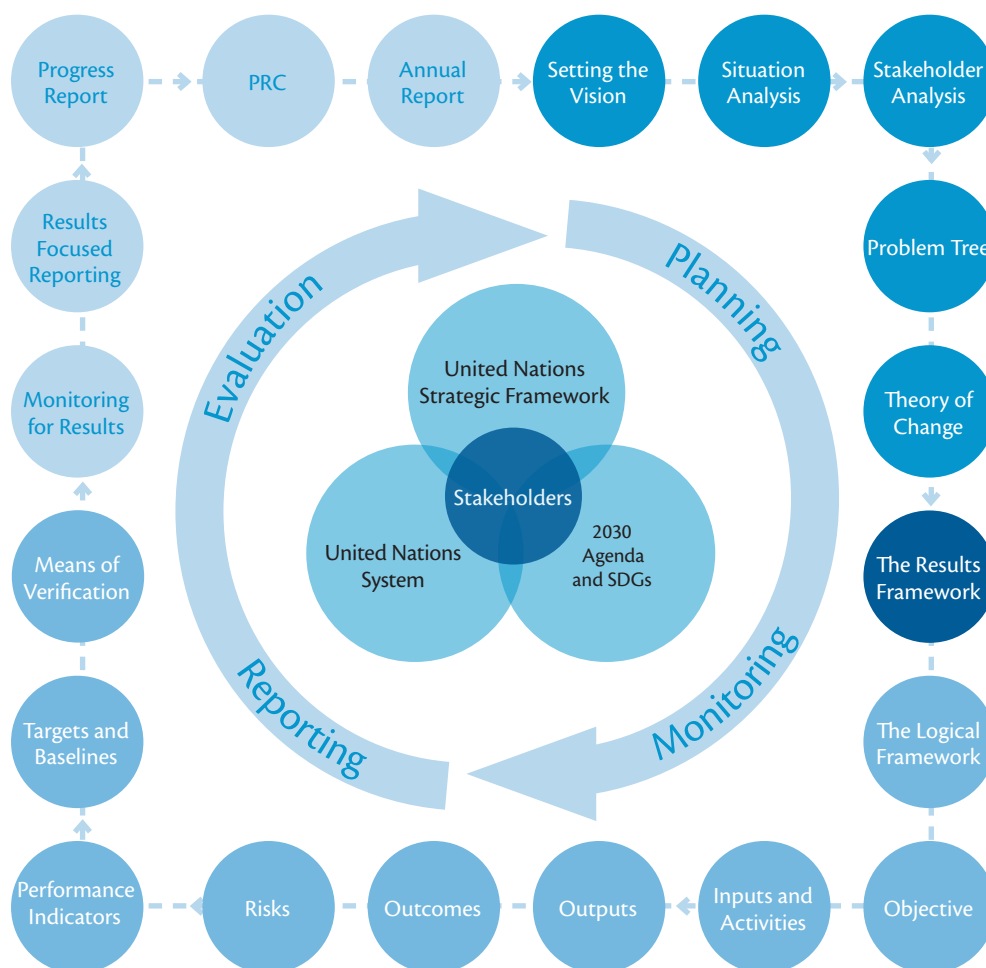 Progress
Report
PRC
Annual
Report
Setting the
Vision
Situation
Analysis
Stakeholder
Analysis
Results
Focused
Reporting
Problem Tree
Evaluation
Planning
United Nations
Strategic Framework
Monitoring
for Results
Theory of
Change
Stakeholders
United Nations
System
2030
Agenda
and SDGs
Means of
Verification
The Results
Framework
Reporting
Monitoring
Targets and
Baselines
The Logical
Framework
Performance
Indicators
Risks
Outcomes
Outputs
Inputs and
Activities
Objective